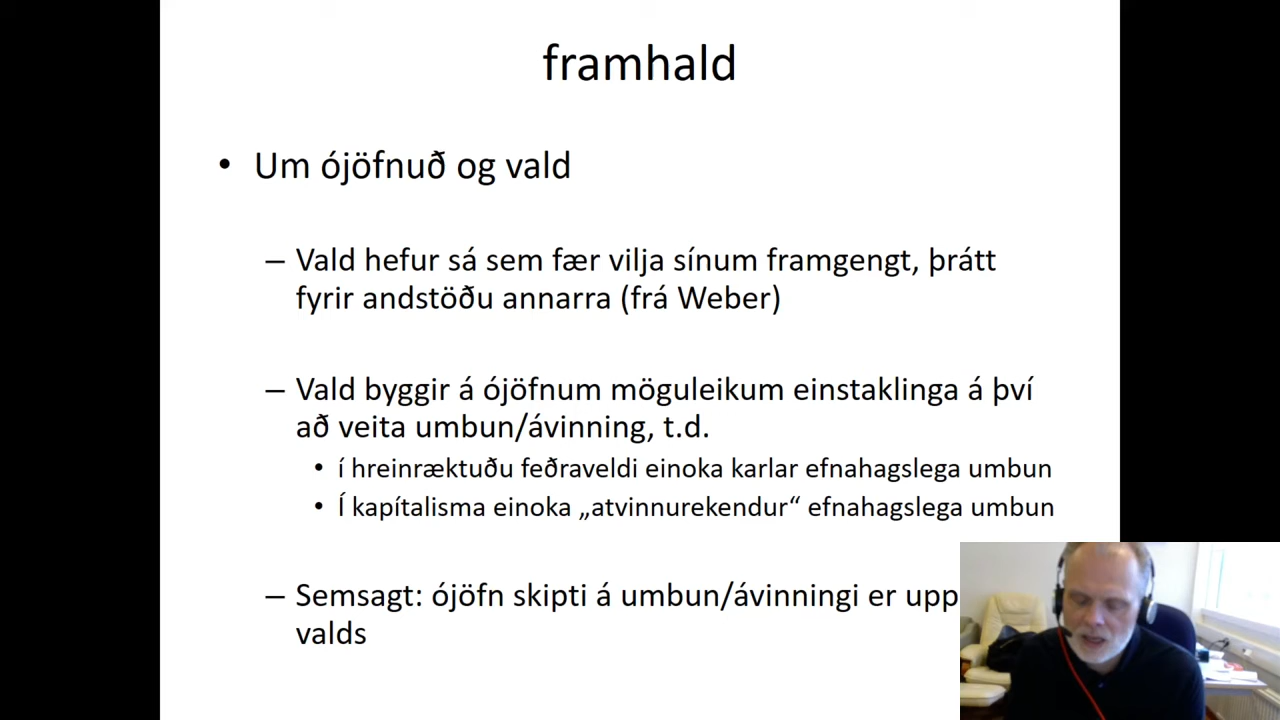 framhald
• Um ójöfnuð og vald
– Vald hefur sá sem fær vilja sínum framgengt, þrátt
fyrir andstöðu annarra (frá Weber)
– Vald byggir á ójöfnum möguleikum einstaklinga á því
að veita umbun/ávinning, t.d.
• í hreinræktuðu feðraveldi einoka karlar efnahagslega umbun
• Í kapítalisma einoka „atvinnurekendur“ efnahagslega umbun
– Semsagt: ójöfn skipti á umbun/ávinningi er
valds